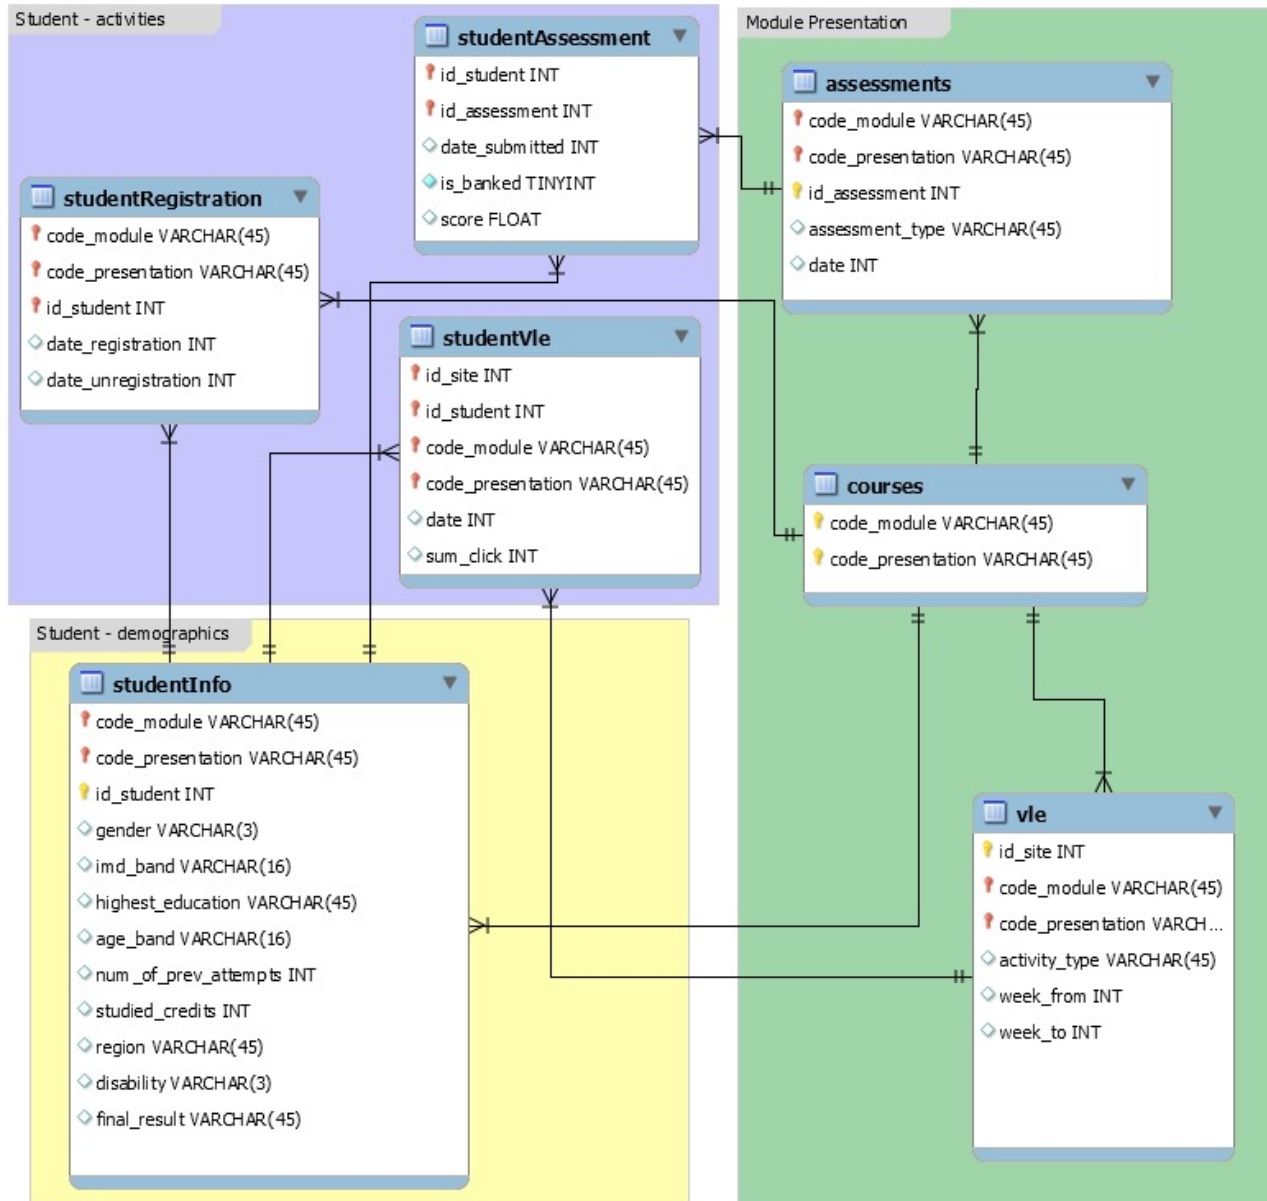 Student - activities
studentAssessment
id_student INT
id_assessment INT
date_submitted INT
is_banked TINYINT
score FLOAT
studentRegistration
code_module VARCHAR(45)
code_presentation VARCHAR(45)
id_student INT
date_registration INT
date_unregistration INT
studentVle
id_site INT
id_student INT
code_module VARCHAR(45)
code_presentation VARCHAR(45)
date INT
sum_click INT
Student - demographics
studentInfo
code_module VARCHAR(45)
code_presentation VARCHAR(45)
id_student INT
gender VARCHAR(3)
imd_band VARCHAR(16)
highest_education VARCHAR(45)
age_band VARCHAR(16)
num_of_prev_attempts INT
studied_credits INT
region VARCHAR(45)
disability VARCHAR(3)
final_result VARCHAR(45)
Module Presentation
assessments
code_module VARCHAR(45)
code_presentation VARCHAR(45)
id_assessment INT
assessment_type VARCHAR(45)
date INT
courses
code_module VARCHAR(45)
code_presentation VARCHAR(45)
vle
id_site INT
code_module VARCHAR(45)
code_presentation VARCH...
activity_type VARCHAR(45)
week_from INT
week_to INT